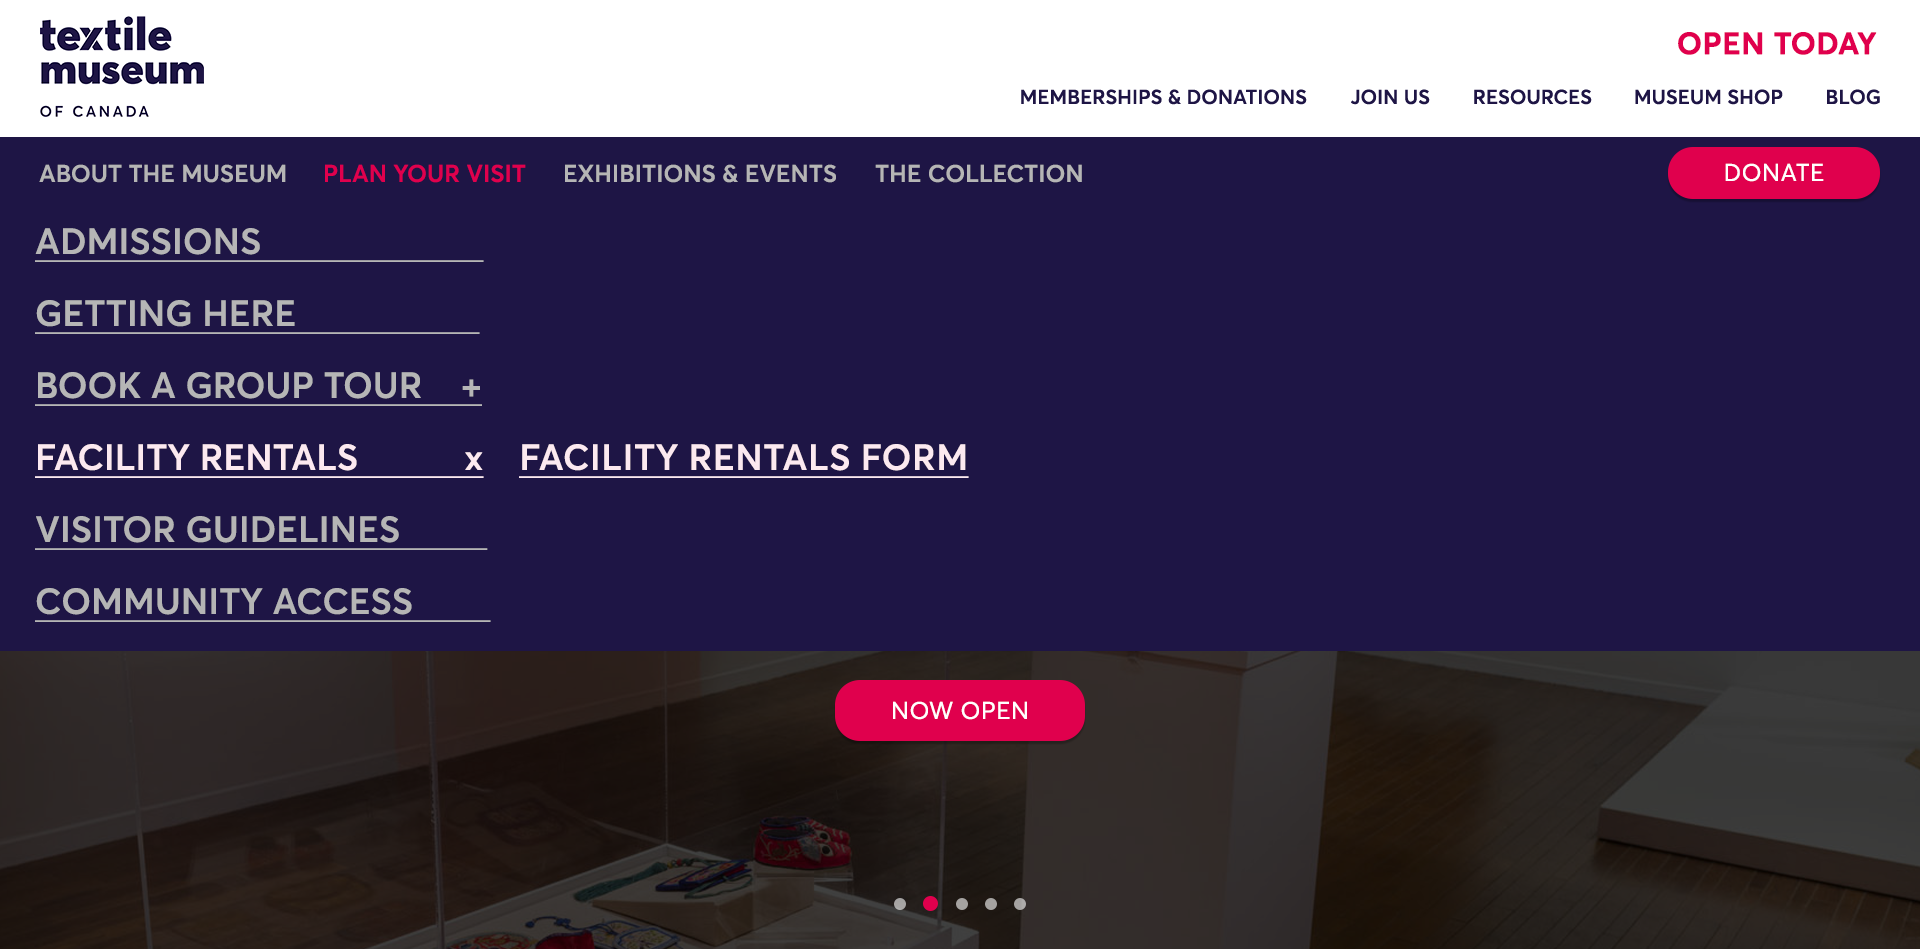 textile
museum
OF CANADA
OPEN TODAY
MEMBERSHIPS & DONATIONS JOIN US RESOURCES MUSEUM SHOP BLOG
ABOUT THE MUSEUM PLAN YOUR VISIT EXHIBITIONS & EVENTS THE COLLECTION DONATE
ADMISSIONS
GETTING HERE
BOOK A GROUP TOUR +
FACILITY RENTALS x FACILITY RENTALS FORM
VISITOR GUIDELINES
COMMUNITY ACCESS
NOW OPEN